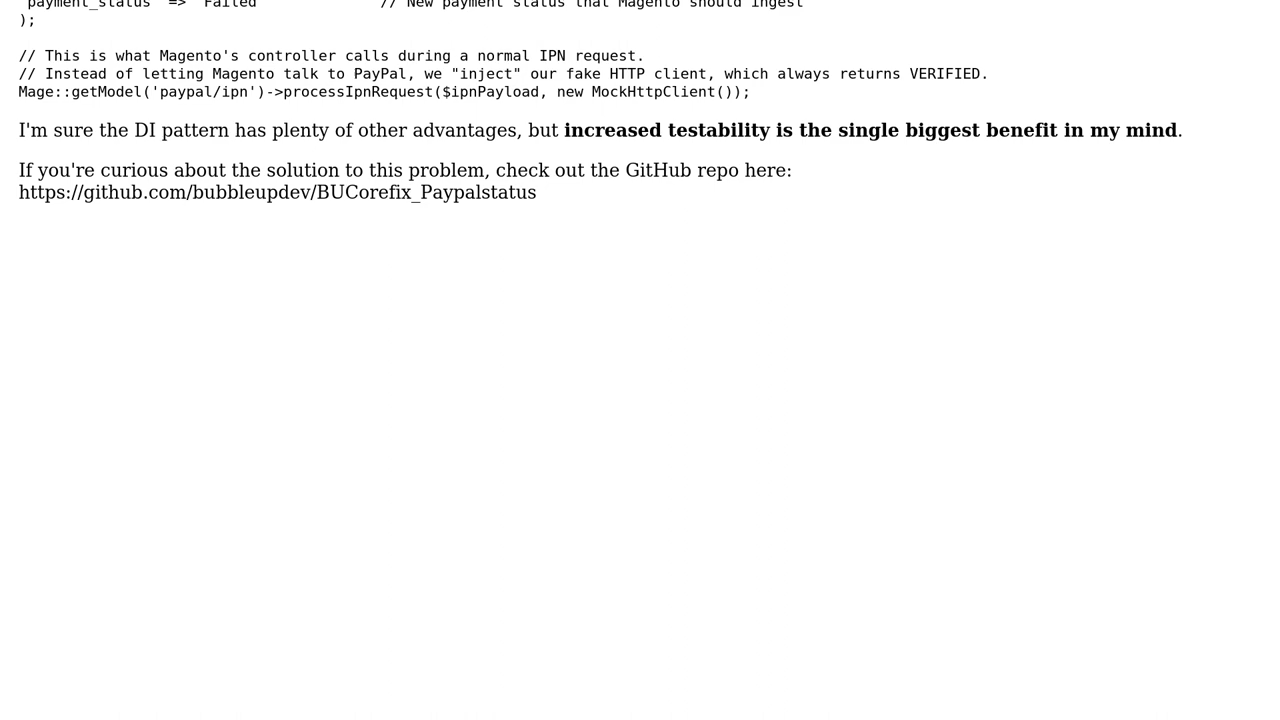 'payment_status' => 'Failed'              // New payment status that Magento should ingest
);
// This is what Magento's controller calls during a normal IPN request.
// Instead of letting Magento talk to PayPal, we "inject" our fake HTTP client, which always returns VERIFIED.
Mage::getModel('paypal/ipn')->processIpnRequest($ipnPayload, new MockHttpClient());
I'm sure the DI pattern has plenty of other advantages, but increased testability is the single biggest benefit in my mind.
If you're curious about the solution to this problem, check out the GitHub repo here:
https://github.com/bubbleupdev/BUCorefix_Paypalstatus